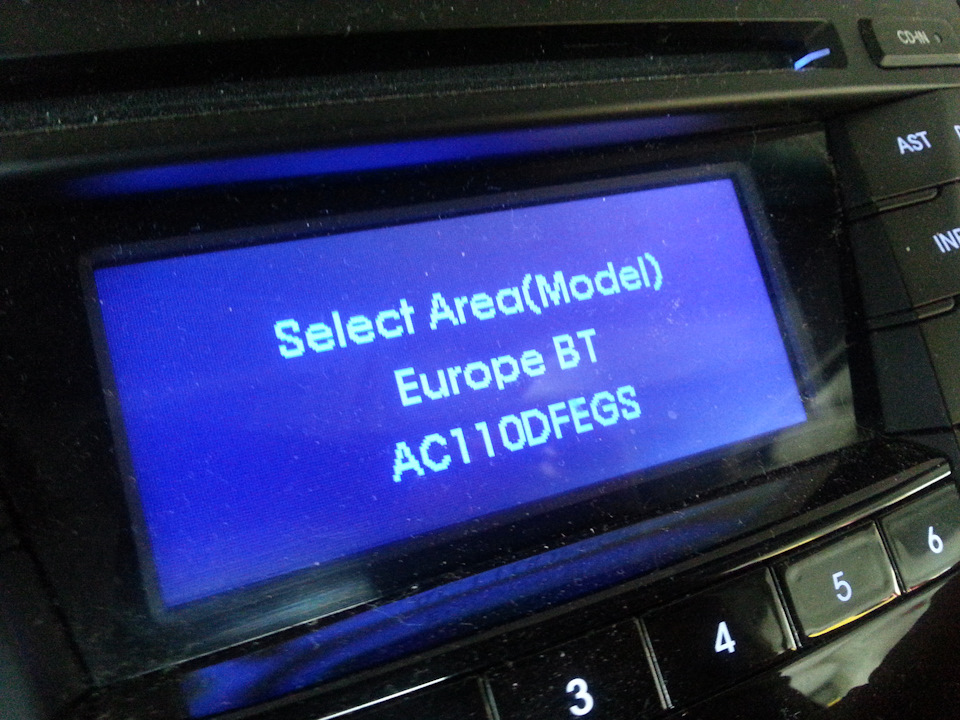 CD-IN
AST
Select Area(Model)
Europe BT
AC110DFEGS
3
4
5
6